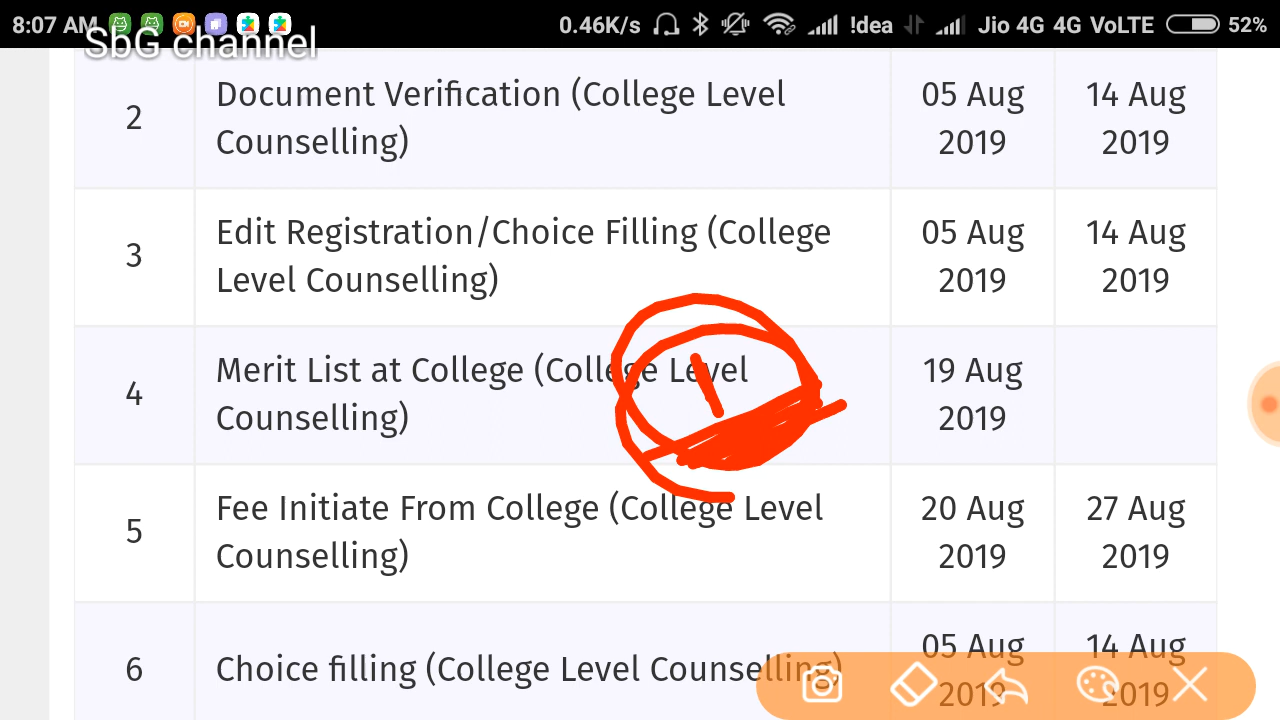 8:07 AM 0.46K/s !dea Jio 4G 4G VoLTE 52%
SbG channel
2 Document Verification (College Level Counselling) 05 Aug 2019 14 Aug 2019
3 Edit Registration/Choice Filling (College Level Counselling) 05 Aug 2019 14 Aug 2019
4 Merit List at College (College Level Counselling) 19 Aug 2019
5 Fee Initiate From College (College Level Counselling) 20 Aug 2019 27 Aug 2019
6 Choice filling (College Level Counselling) 05 Aug 2019 14 Aug 2019